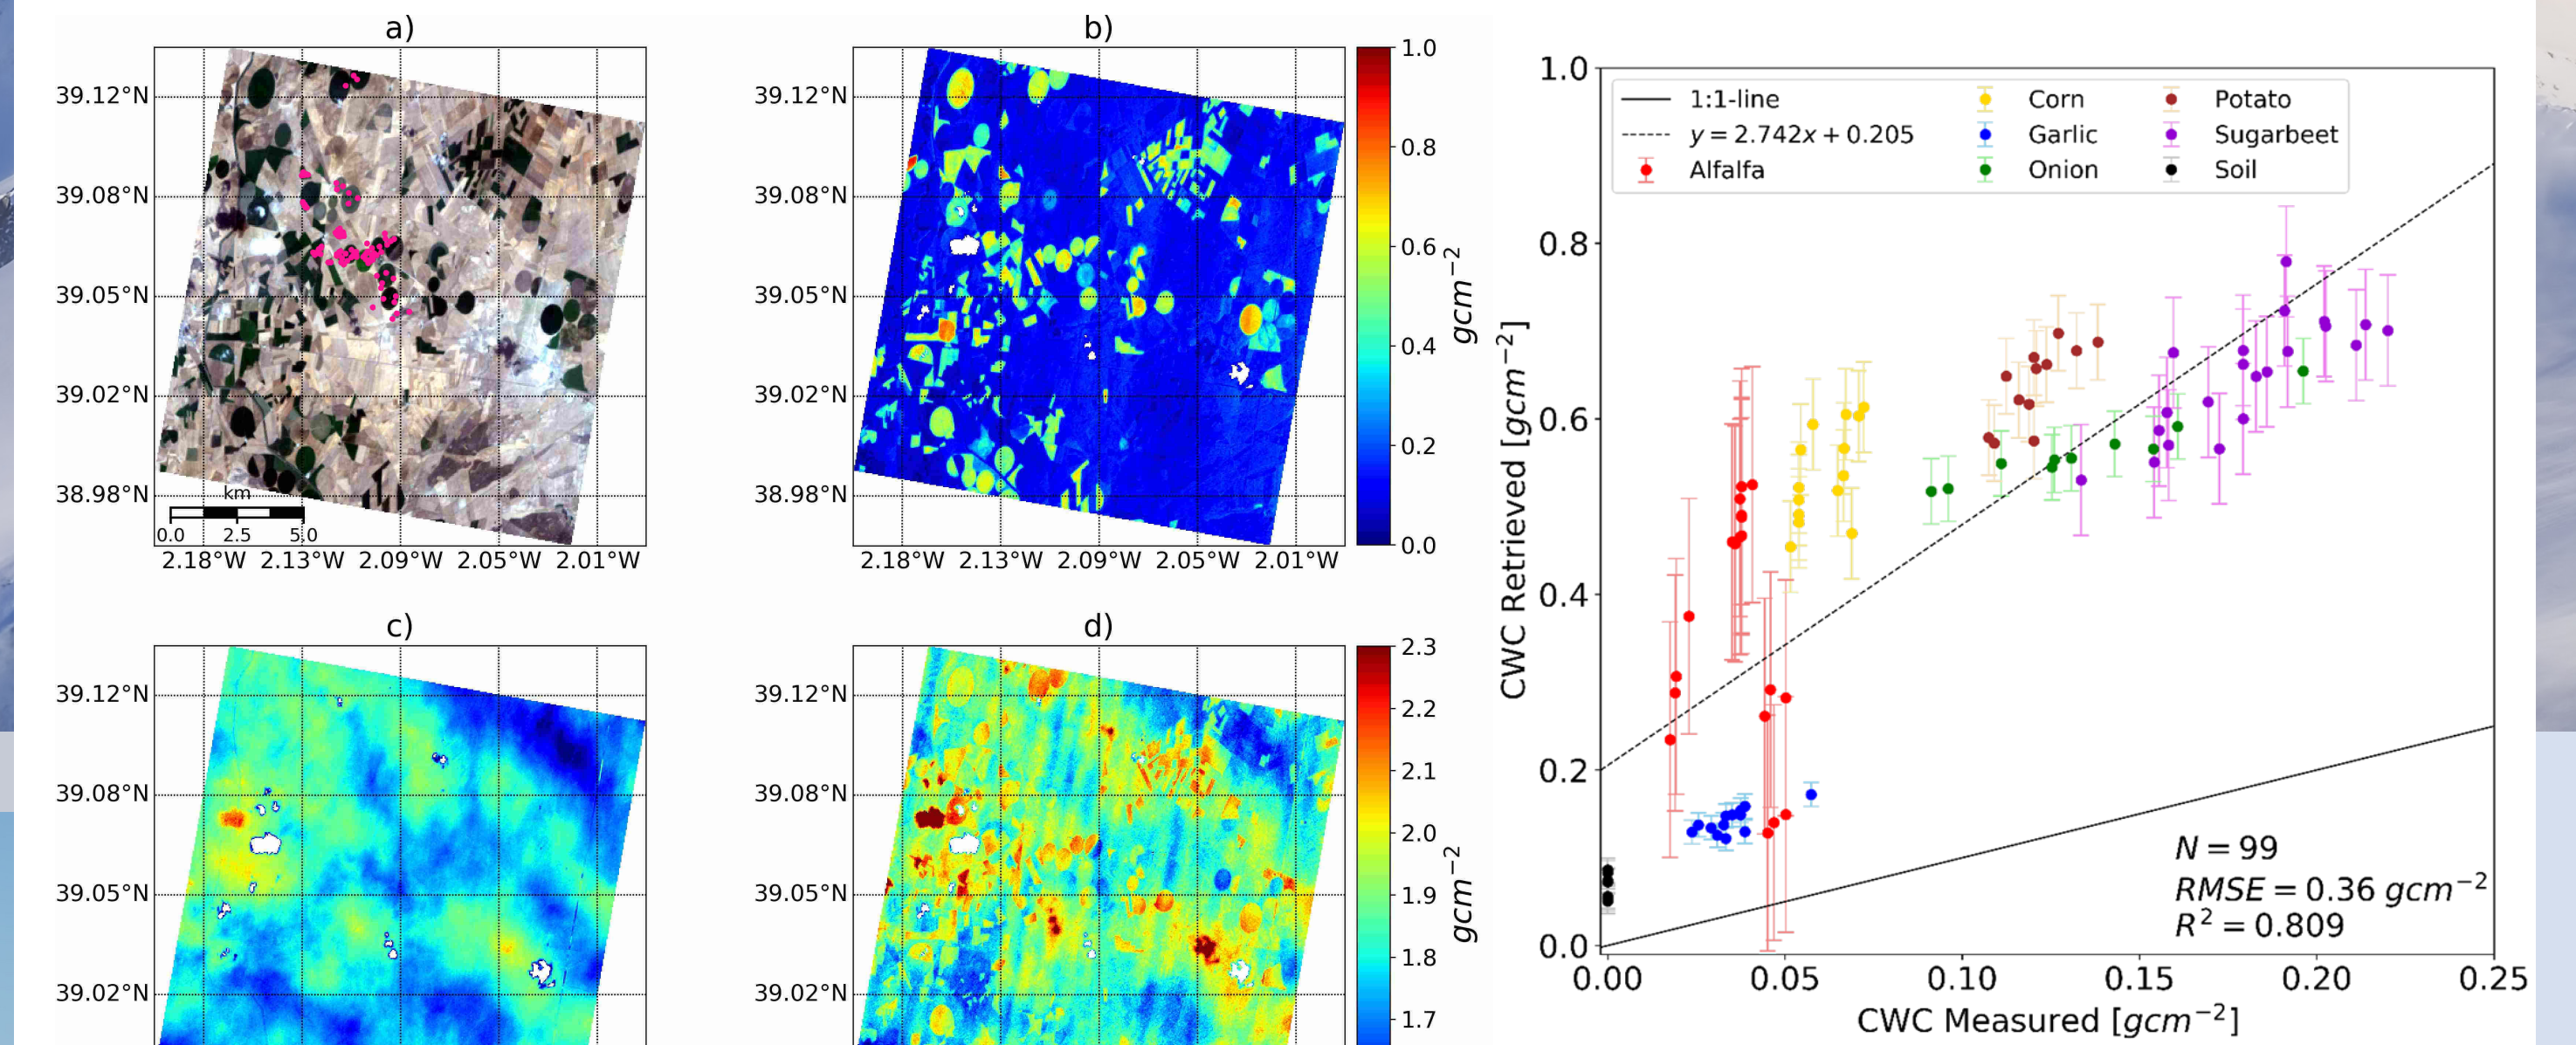 a)
39.12°N
39.08°N
39.05°N
39.02°N
38.98°N
km
0.0 2.5 5.0
2.18°W 2.13°W 2.09°W 2.05°W 2.01°W
b)
39.12°N
39.08°N
39.05°N
39.02°N
38.98°N
2.18°W 2.13°W 2.09°W 2.05°W 2.01°W
1.0
0.8
0.6
0.4
0.2
0.0
gcm⁻²
c)
39.12°N
39.08°N
39.05°N
39.02°N
d)
39.12°N
39.08°N
39.05°N
39.02°N
2.3
2.2
2.1
2.0
1.9
1.8
1.7
gcm⁻²
CWC Retrieved [gcm⁻²]
1.0
0.8
0.6
0.4
0.2
0.0
1:1-line
y = 2.742x + 0.205
Alfalfa
Corn
Garlic
Onion
Potato
Sugarbeet
Soil
N = 99
RMSE = 0.36 gcm⁻²
R² = 0.809
0.00 0.05 0.10 0.15 0.20 0.25
CWC Measured [gcm⁻²]